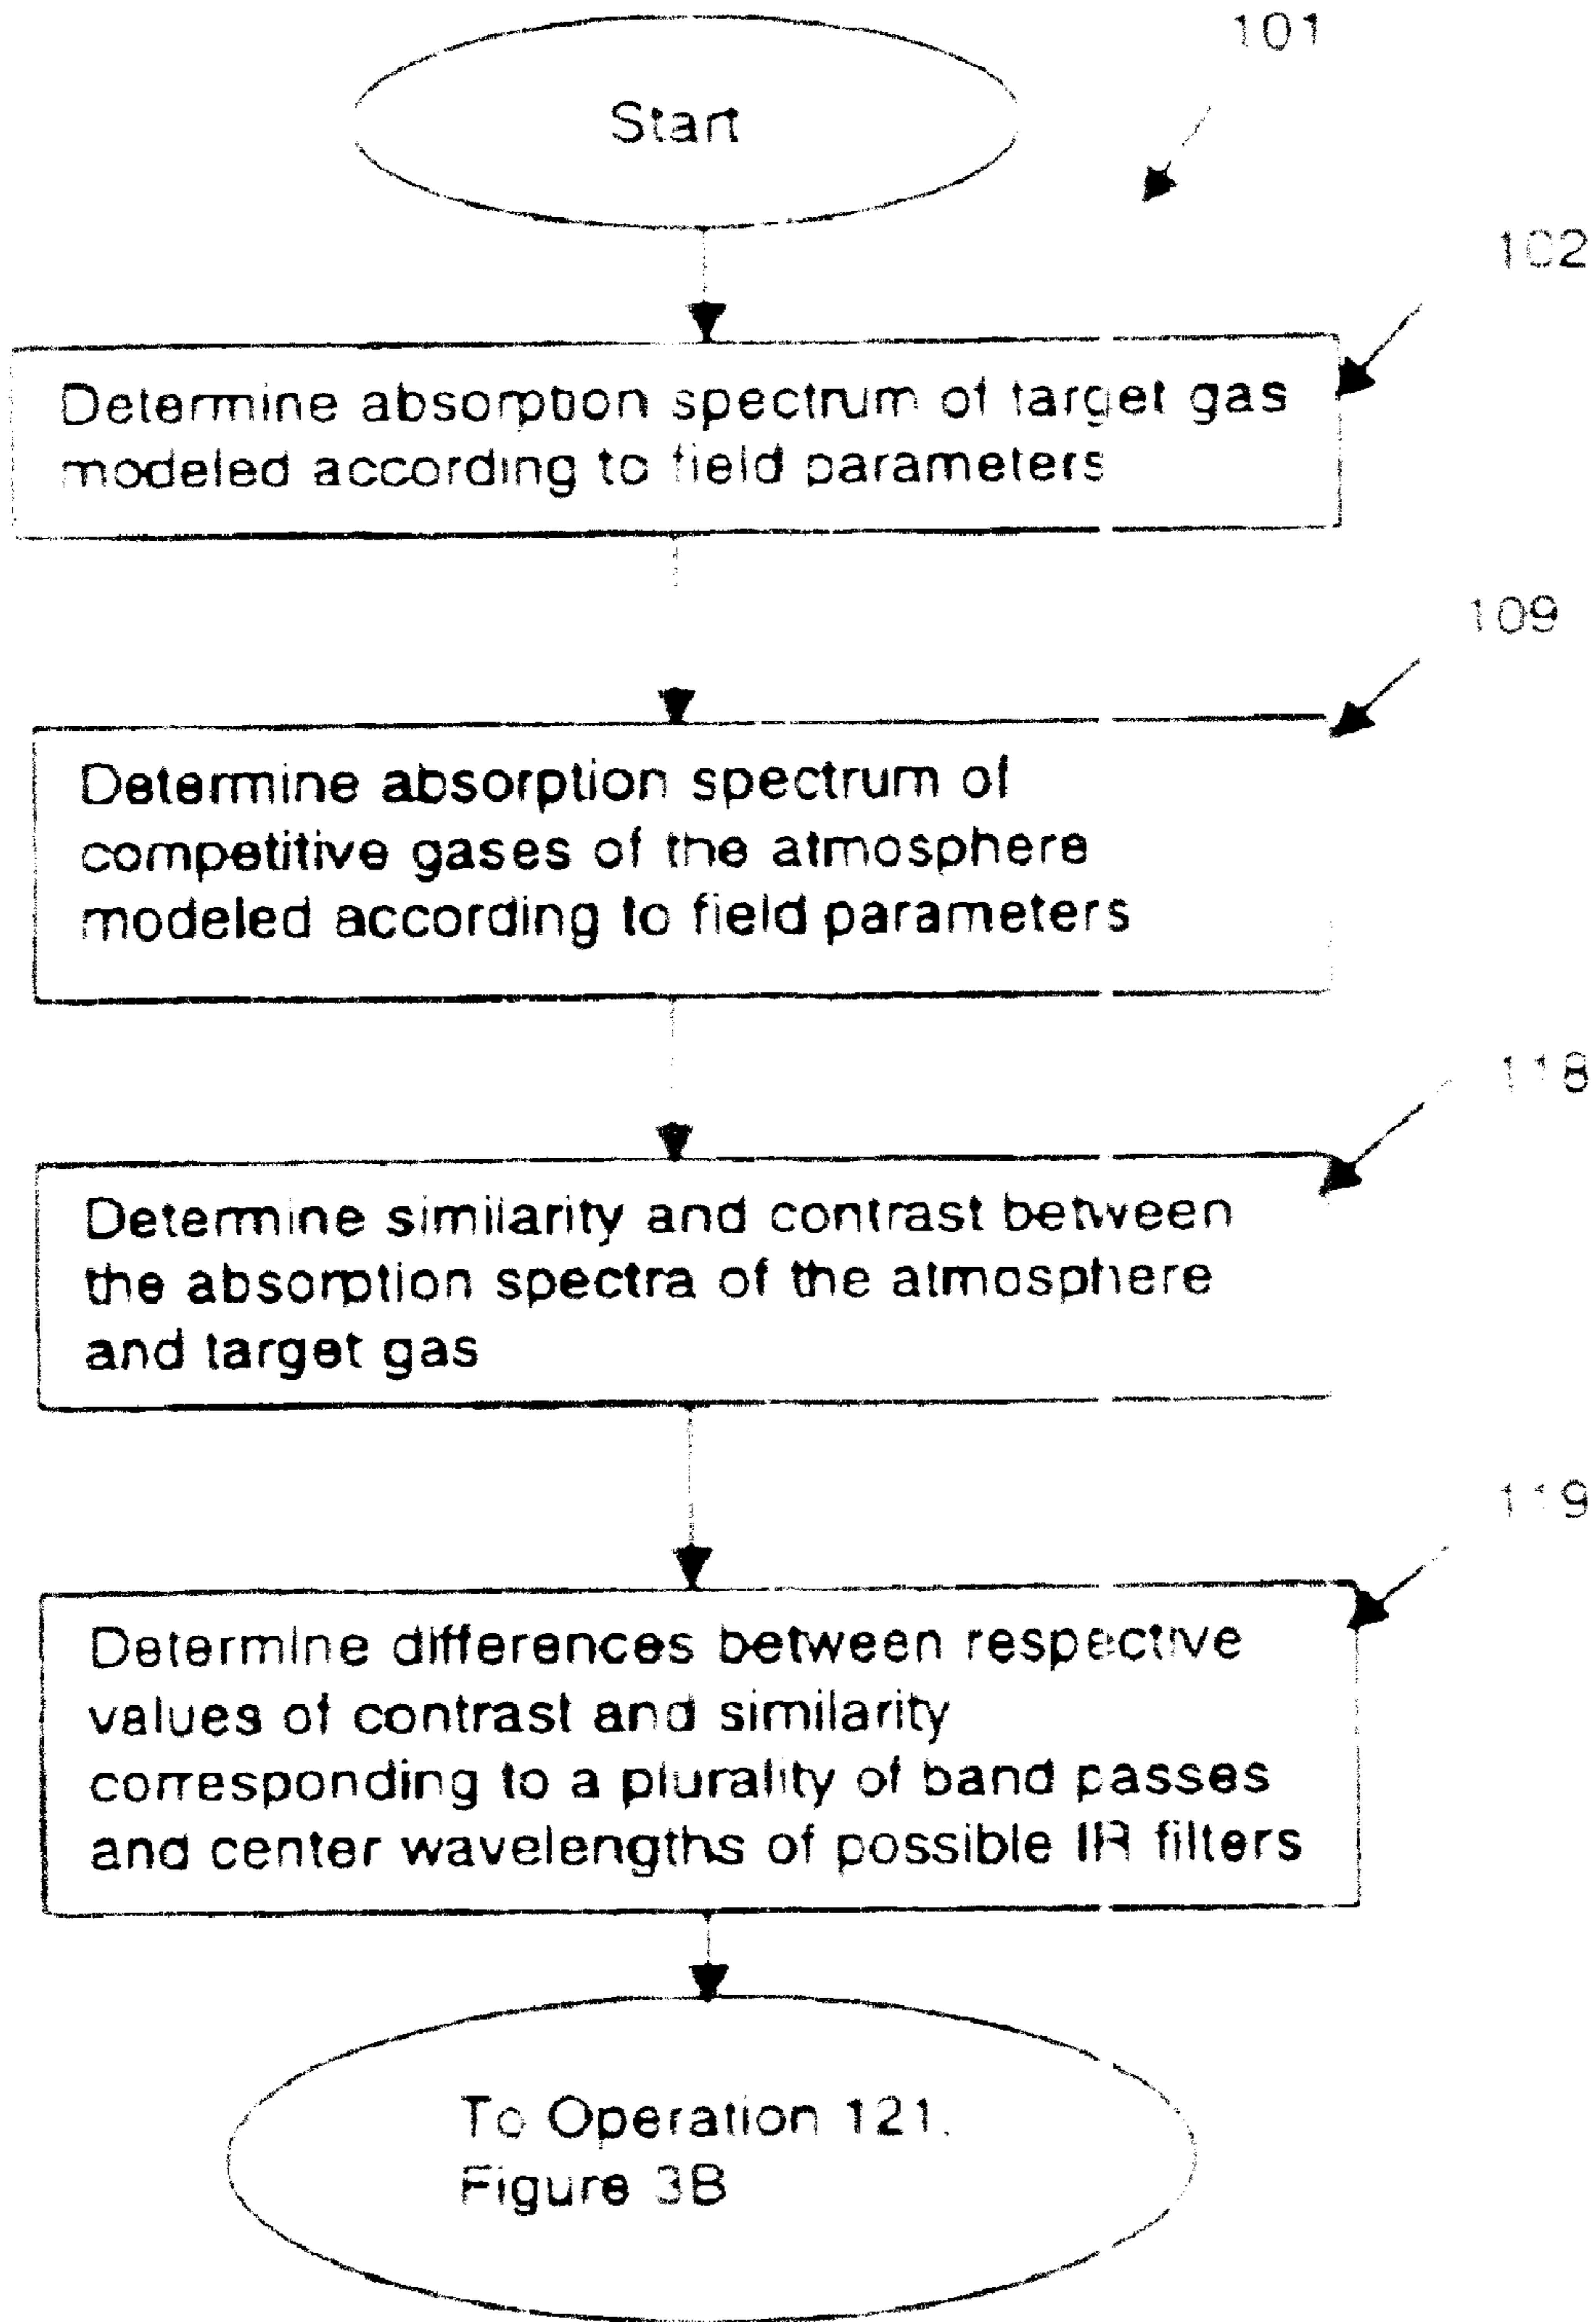 101
Start
102
Determine absorption spectrum of target gas
modeled according to field parameters
109
Determine absorption spectrum of
competitive gases of the atmosphere
modeled according to field parameters
118
Determine similarity and contrast between
the absorption spectra of the atmosphere
and target gas
119
Determine differences between respective
values of contrast and similarity
corresponding to a plurality of band passes
and center wavelengths of possible IR filters
To Operation 121.
Figure 3B